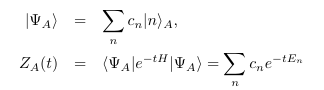 |Ψ_A⟩ = ∑_n c_n|n⟩_A,
Z_A(t) = ⟨Ψ_A|e^{-tH}|Ψ_A⟩ = ∑_n c_n e^{-tE_n}